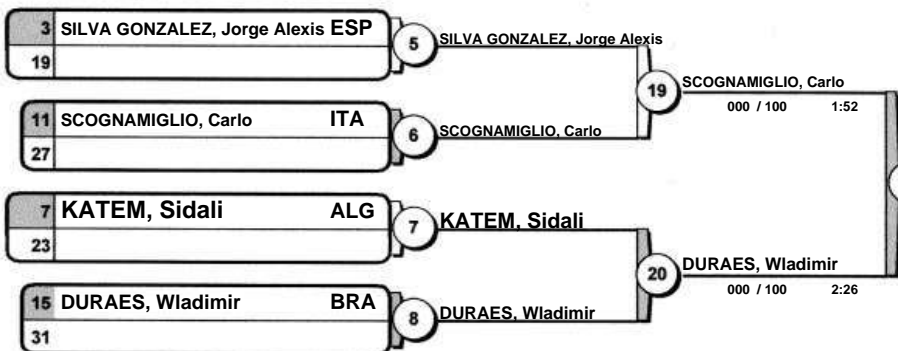 3 SILVA GONZALEZ, Jorge Alexis ESP
19
5
SILVA GONZALEZ, Jorge Alexis
11 SCOGNAMIGLIO, Carlo ITA
27
6
SCOGNAMIGLIO, Carlo
19
SCOGNAMIGLIO, Carlo
000 / 100 1:52
7 KATEM, Sidali ALG
23
7
KATEM, Sidali
15 DURAES, Wladimir BRA
31
8
DURAES, Wladimir
20
DURAES, Wladimir
000 / 100 2:26